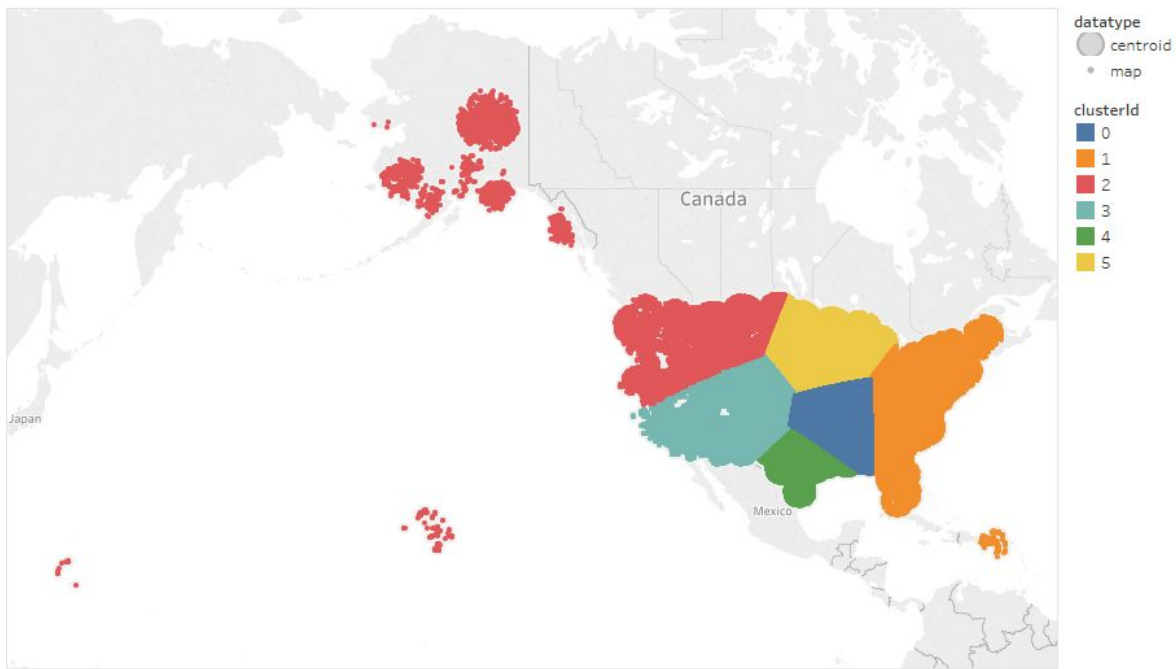 datatype
centroid
map
clusterId
0
1
2
3
4
5
Canada
Japan
Mexico